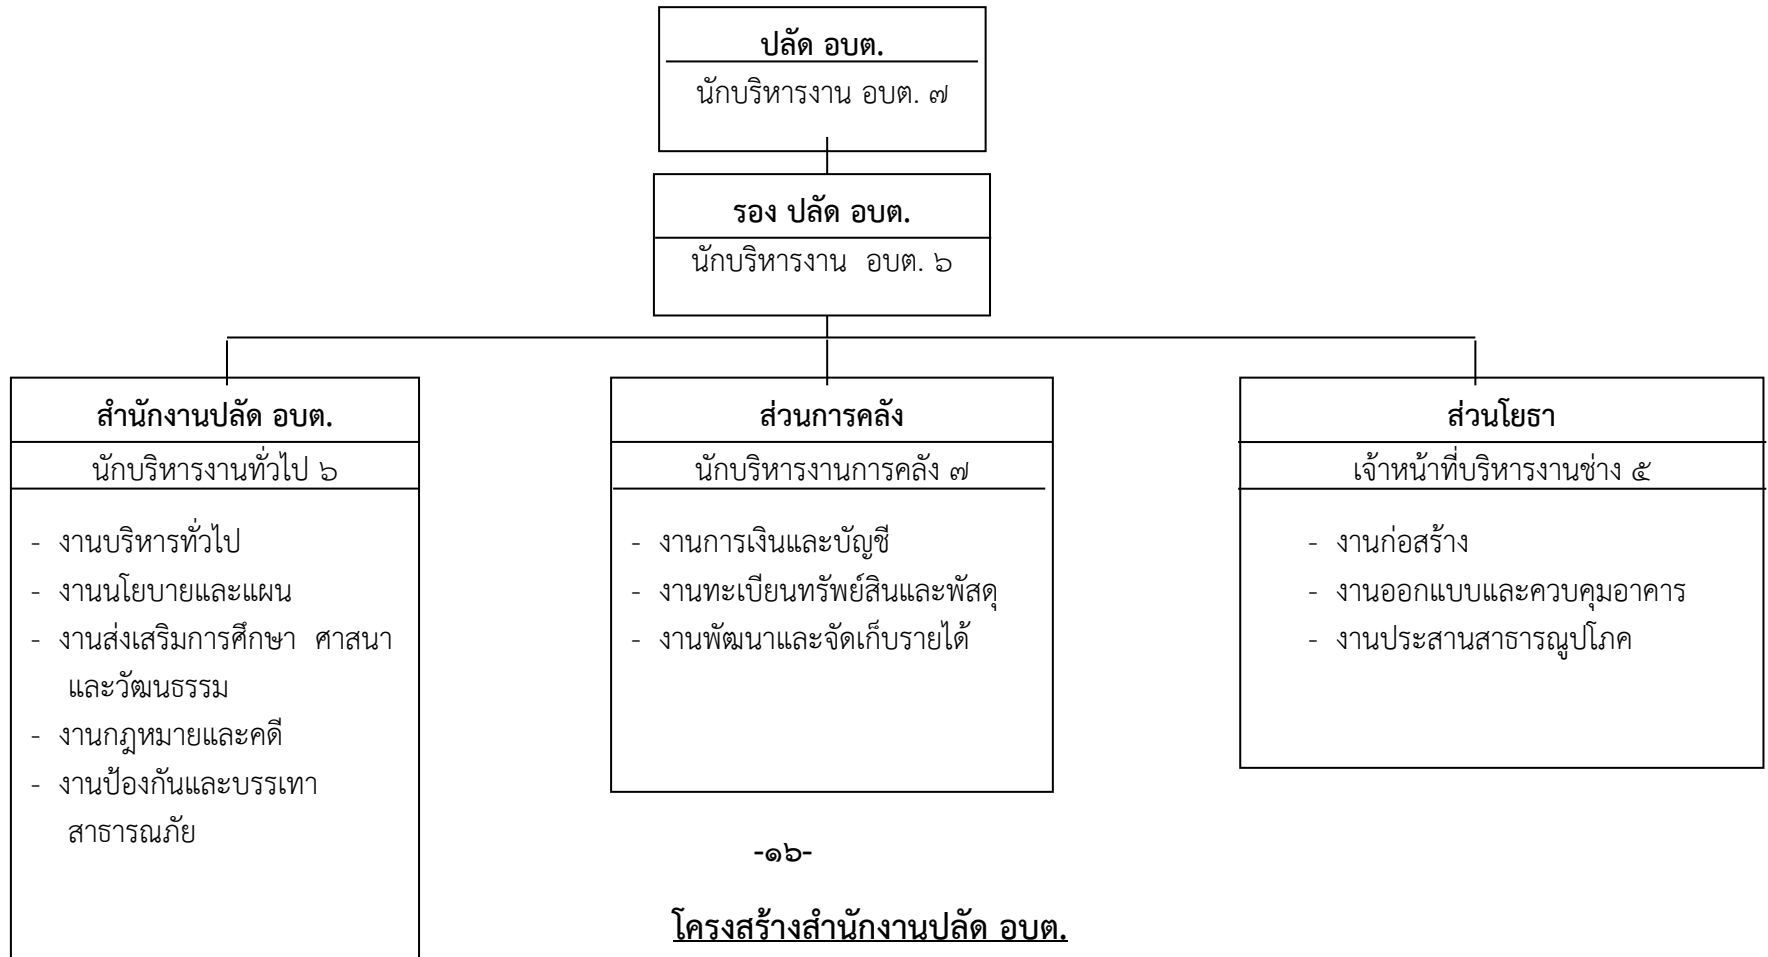 ปลัด อบต.
นักบริหารงาน อบต. ๗
รอง ปลัด อบต.
นักบริหารงาน อบต. ๖
สำนักงานปลัด อบต.
นักบริหารงานทั่วไป ๖
- งานบริหารทั่วไป
- งานนโยบายและแผน
- งานส่งเสริมการศึกษา ศาสนา
และวัฒนธรรม
- งานกฎหมายและคดี
- งานป้องกันและบรรเทา
สาธารณภัย
ส่วนการคลัง
นักบริหารงานการคลัง ๗
- งานการเงินและบัญชี
- งานทะเบียนทรัพย์สินและพัสดุ
- งานพัฒนาและจัดเก็บรายได้
ส่วนโยธา
เจ้าหน้าที่บริหารงานช่าง ๕
- งานก่อสร้าง
- งานออกแบบและควบคุมอาคาร
- งานประสานสาธารณูปโภค
-๑๖-
โครงสร้างสำนักงานปลัด อบต.